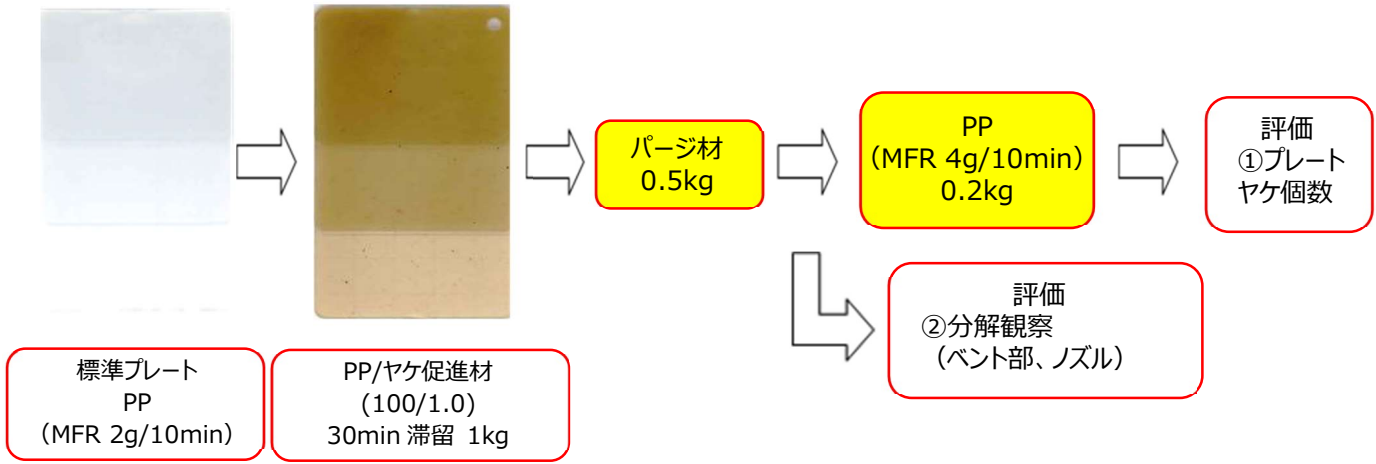 パージ材
0.5kg
PP
（MFR 4g/10min）
0.2kg
評価
①プレート
ヤケ個数
評価
②分解観察
（ベント部、ノズル）
標準プレート
PP
（MFR 2g/10min）
PP/ヤケ促進材
(100/1.0)
30min 滞留 1kg